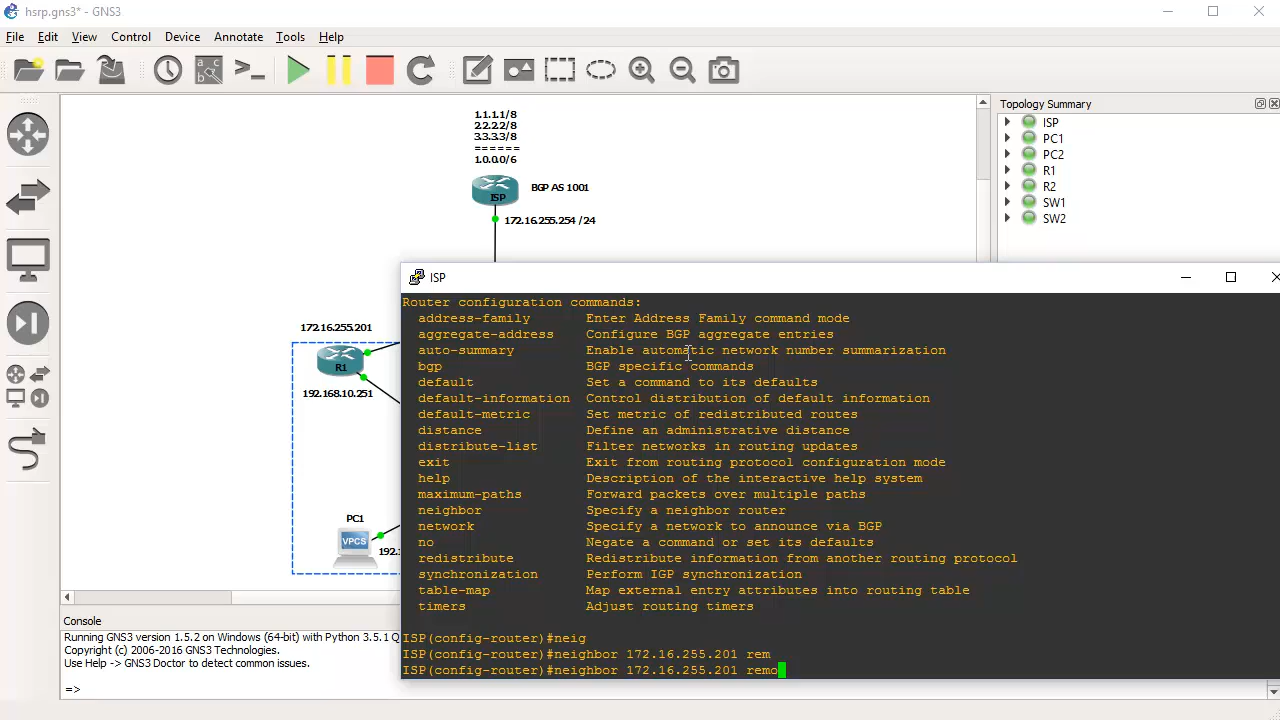 hsrp.gns3* - GNS3
File Edit View Control Device Annotate Tools Help
Topology Summary
ISP
PC1
PC2
R1
R2
SW1
SW2
1.1.1.1/8
2.2.2.2/8
3.3.3.3/8
======
1.0.0.0/6
ISP
BGP AS 1001
172.16.255.254 /24
172.16.255.201
R1
192.168.10.251
PC1
VPCS
192.1
ISP
Router configuration commands:
address-family Enter Address Family command mode
aggregate-address Configure BGP aggregate entries
auto-summary Enable automatic network number summarization
bgp BGP specific commands
default Set a command to its defaults
default-information Control distribution of default information
default-metric Set metric of redistributed routes
distance Define an administrative distance
distribute-list Filter networks in routing updates
exit Exit from routing protocol configuration mode
help Description of the interactive help system
maximum-paths Forward packets over multiple paths
neighbor Specify a neighbor router
network Specify a network to announce via BGP
no Negate a command or set its defaults
redistribute Redistribute information from another routing protocol
synchronization Perform IGP synchronization
table-map Map external entry attributes into routing table
timers Adjust routing timers
ISP(config-router)#neig
ISP(config-router)#neighbor 172.16.255.201 rem
ISP(config-router)#neighbor 172.16.255.201 remo
Console
Running GNS3 version 1.5.2 on Windows (64-bit) with Python 3.5.1 Q
Copyright (c) 2006-2016 GNS3 Technologies.
Use Help -> GNS3 Doctor to detect common issues.
=>